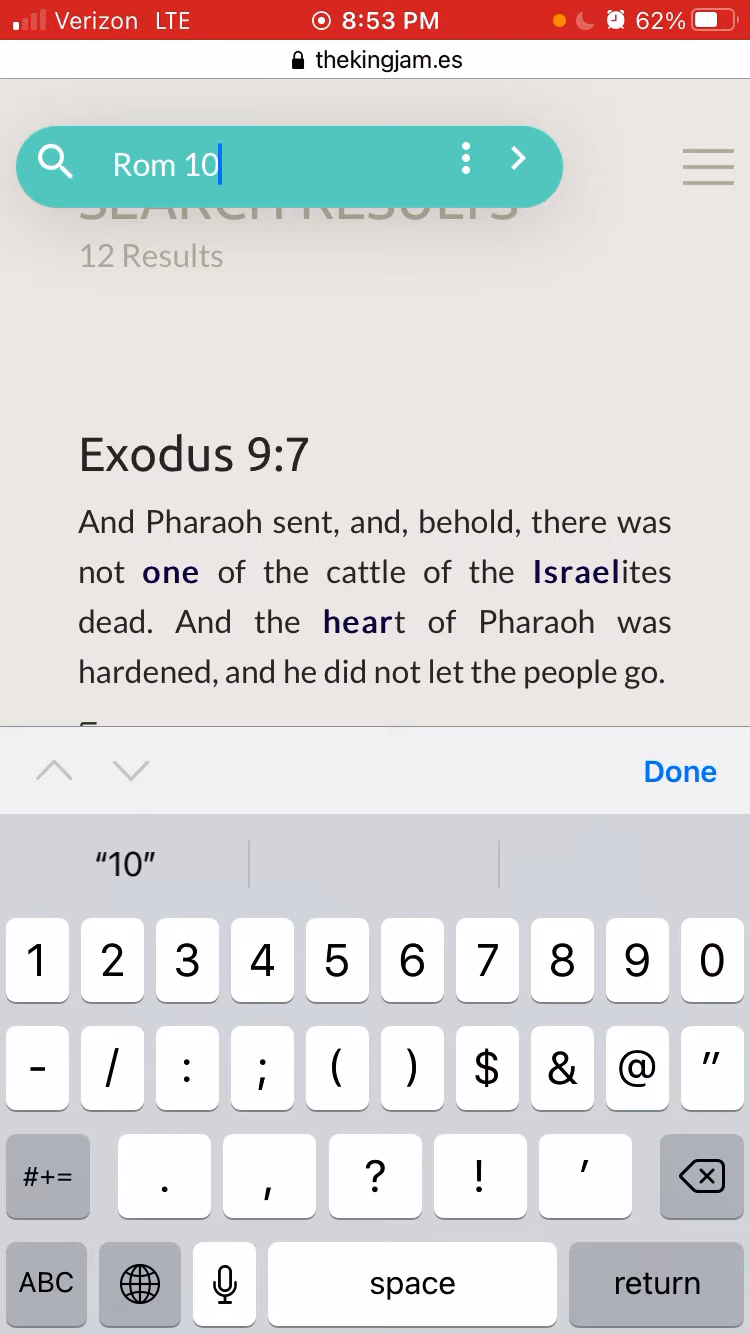 Verizon LTE 8:53 PM 62%
thekingjam.es
Rom 10
SEARCH RESULTS
12 Results
Exodus 9:7
And Pharaoh sent, and, behold, there was
not one of the cattle of the Israelites
dead. And the heart of Pharaoh was
hardened, and he did not let the people go.
Done
“10”
1 2 3 4 5 6 7 8 9 0
- / : ; ( ) $ & @ "
#+= . , ? ! '
ABC space return